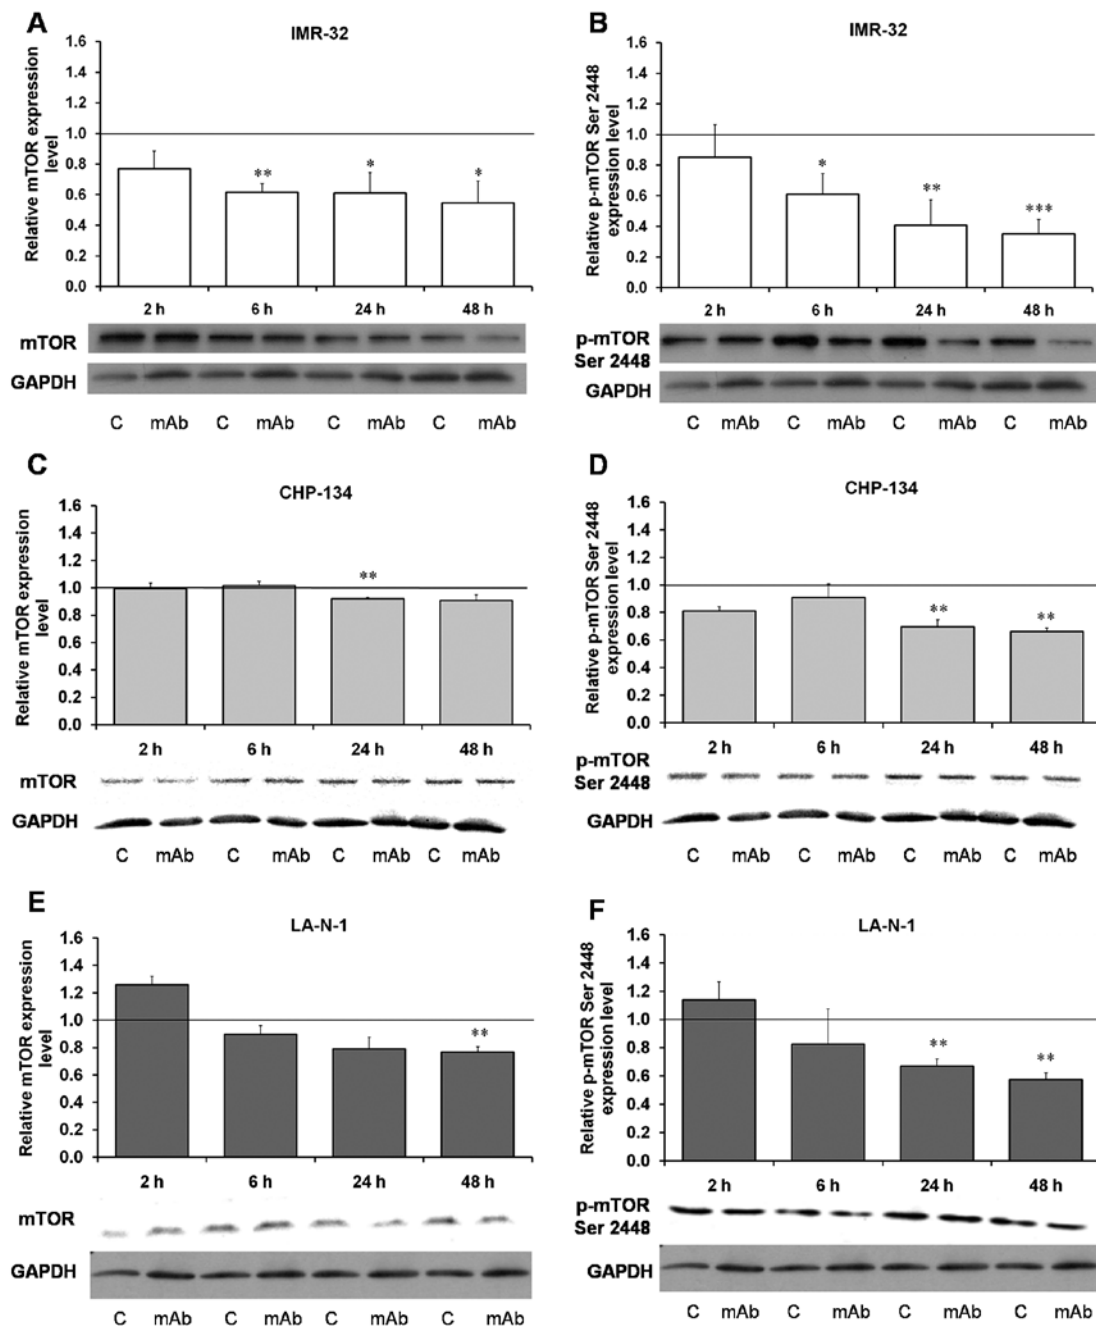 A
IMR-32
Relative mTOR expression
level
1.6
1.4
1.2
1.0
0.8
0.6
0.4
0.2
0.0
** * *
2 h 6 h 24 h 48 h
mTOR
GAPDH
C mAb C mAb C mAb C mAb
B
IMR-32
Relative p-mTOR Ser 2448
expression level
1.6
1.4
1.2
1.0
0.8
0.6
0.4
0.2
0.0
* ** ***
2 h 6 h 24 h 48 h
p-mTOR
Ser 2448
GAPDH
C mAb C mAb C mAb C mAb
C
CHP-134
Relative mTOR expression
level
1.6
1.4
1.2
1.0
0.8
0.6
0.4
0.2
0.0
**
2 h 6 h 24 h 48 h
mTOR
GAPDH
C mAb C mAb C mAb C mAb
D
CHP-134
Relative p-mTOR Ser 2448
expression level
1.6
1.4
1.2
1.0
0.8
0.6
0.4
0.2
0.0
** **
2 h 6 h 24 h 48 h
p-mTOR
Ser 2448
GAPDH
C mAb C mAb C mAb C mAb
E
LA-N-1
Relative mTOR expression
level
1.6
1.4
1.2
1.0
0.8
0.6
0.4
0.2
0.0
**
2 h 6 h 24 h 48 h
mTOR
GAPDH
C mAb C mAb C mAb C mAb
F
LA-N-1
Relative p-mTOR Ser 2448
expression level
1.6
1.4
1.2
1.0
0.8
0.6
0.4
0.2
0.0
** **
2 h 6 h 24 h 48 h
p-mTOR
Ser 2448
GAPDH
C mAb C mAb C mAb C mAb